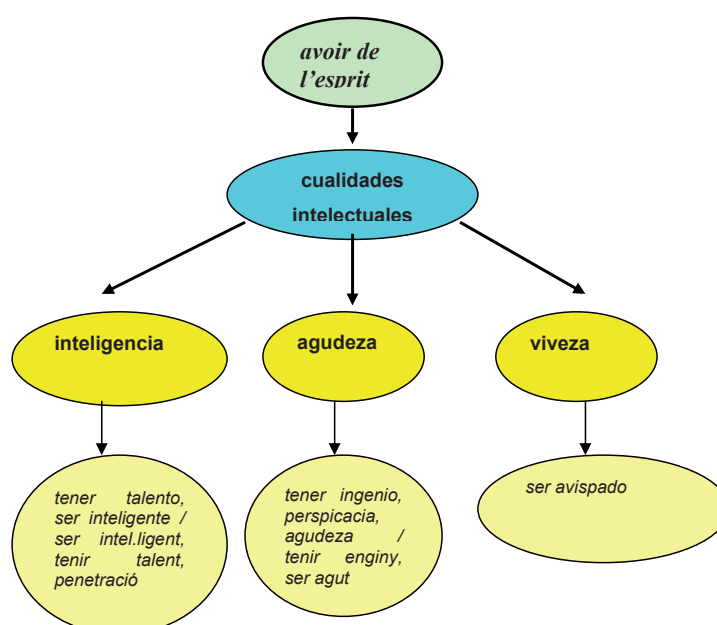 avoir de
l’esprit
cualidades
intelectuales
inteligencia
agudeza
viveza
tener talento,
ser inteligente /
ser intel.ligent,
tenir talent,
penetració
tener ingenio,
perspicacia,
agudeza /
tenir enginy,
ser agut
ser avispado